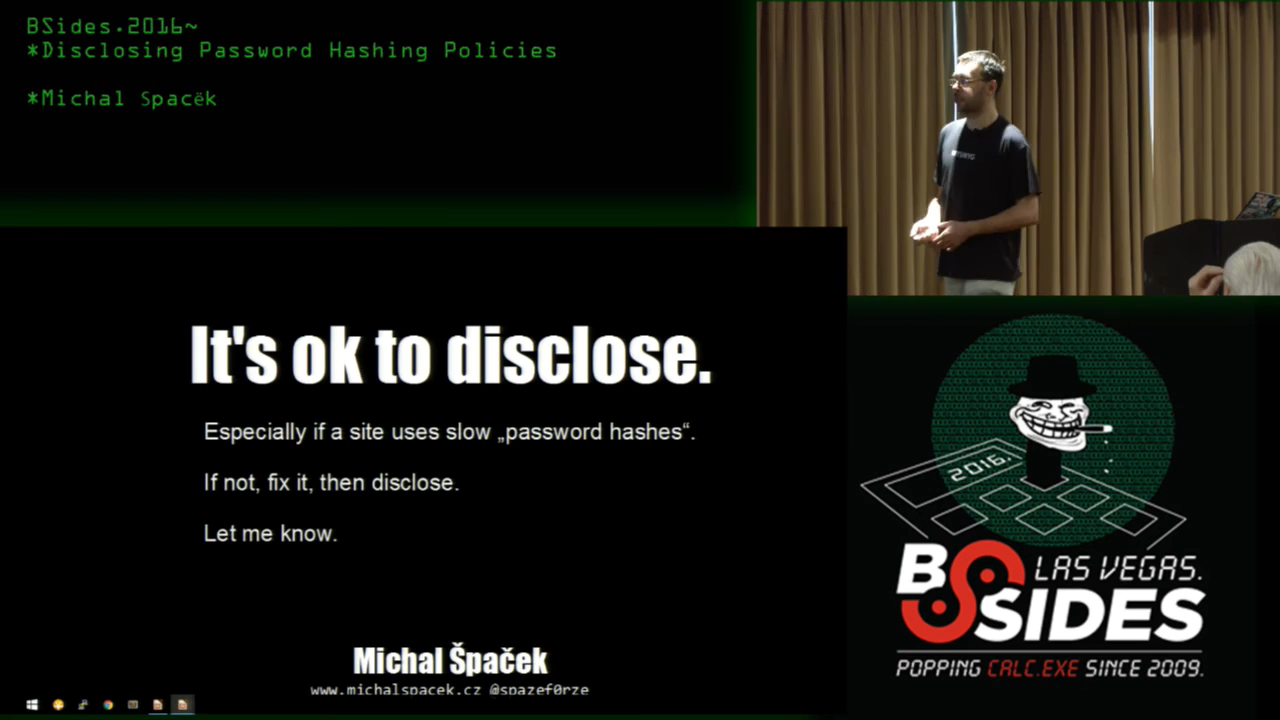 BSides.2016~
*Disclosing Password Hashing Policies
*Michal Spacëk
It's ok to disclose.
Especially if a site uses slow „password hashes“.
If not, fix it, then disclose.
Let me know.
Michal Špaček
www.michalspacek.cz @spazef0rze
2016.
BSIDES
LAS VEGAS.
POPPING CALC.EXE SINCE 2009.